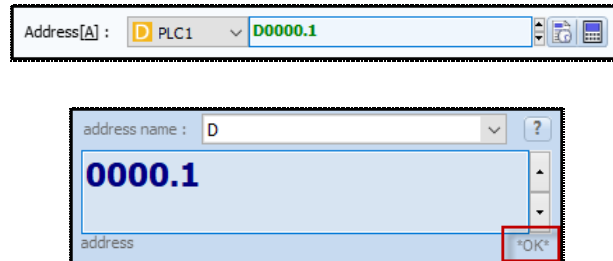 Address[A] : D PLC1 D0000.1
address name : D ?
0000.1
address *OK*